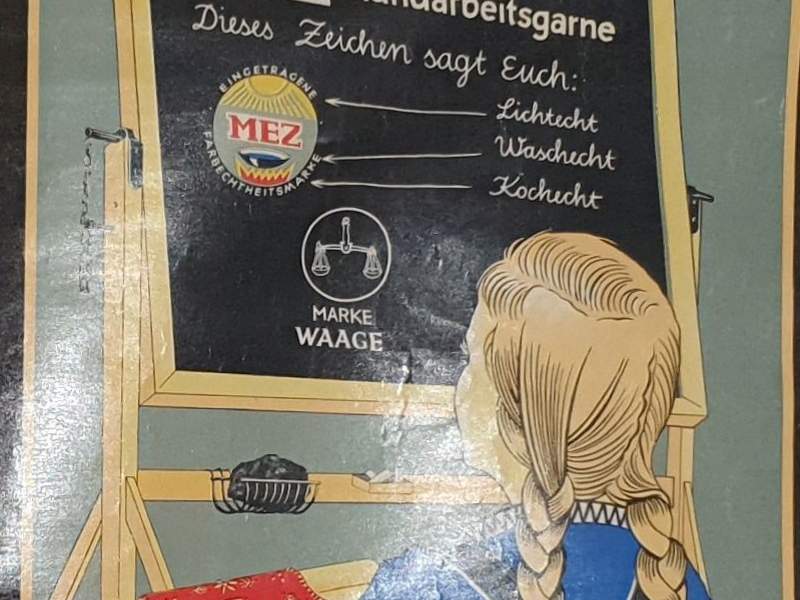 Handarbeitsgarne
Dieses Zeichen sagt Euch:
EINGETRAGENE
MEZ
FARBECHTHEITSMARKE
Lichtecht
Waschecht
Kochecht
MARKE
WAAGE